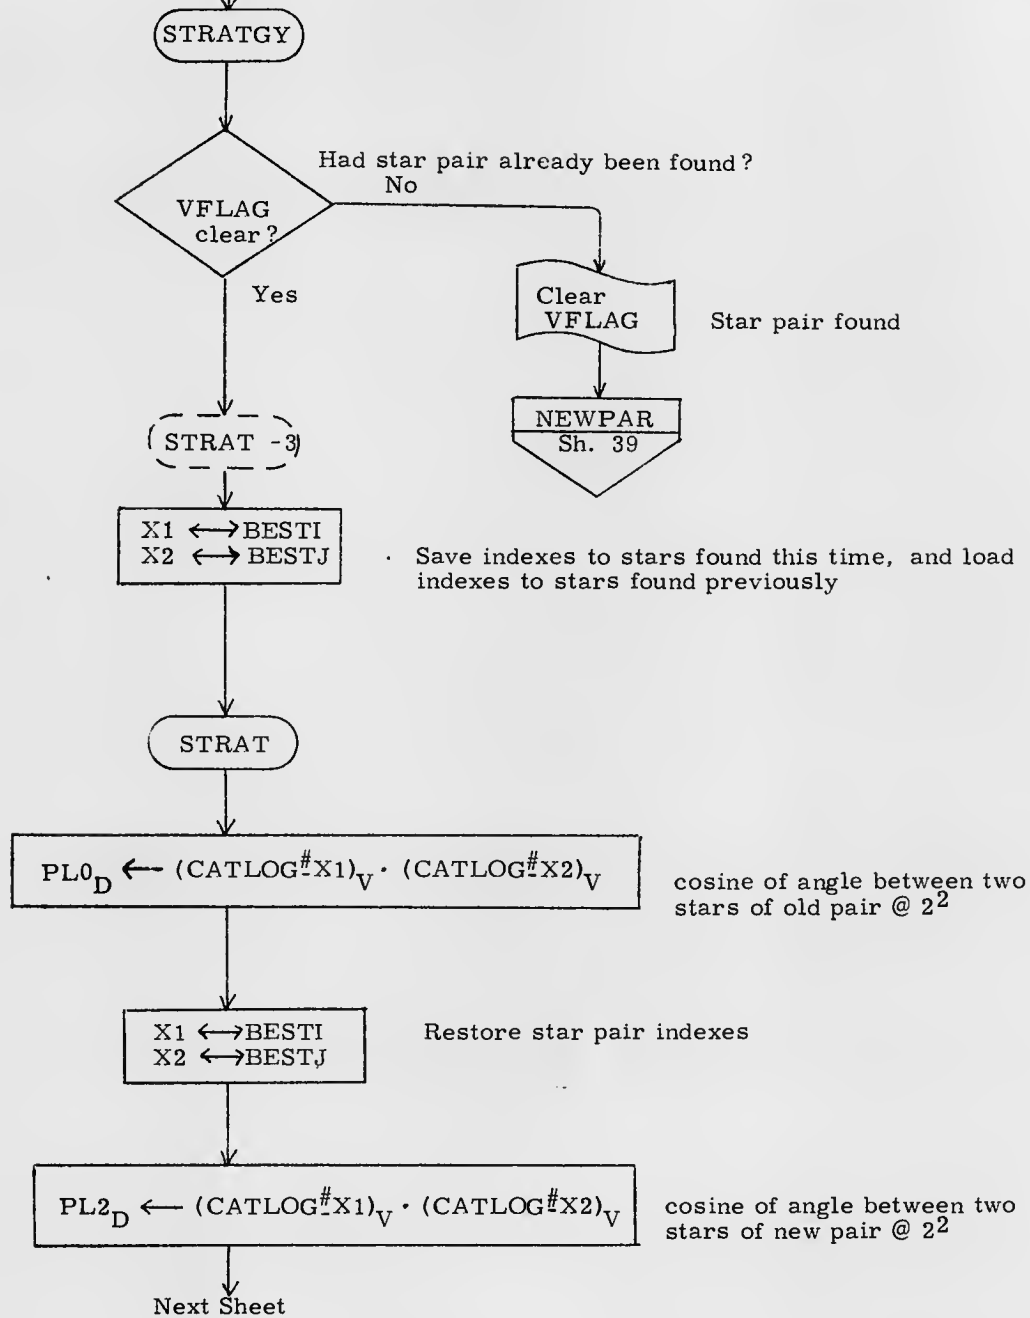 STRATGY
Had star pair already been found?
No
VFLAG
clear?
Yes
Clear
VFLAG
Star pair found
NEWPAR
Sh. 39
STRAT -3
X1 ⟷ BESTI
X2 ⟷ BESTJ
Save indexes to stars found this time, and load
indexes to stars found previously
STRAT
PL0D ← (CATLOG#X1)V · (CATLOG#X2)V
cosine of angle between two
stars of old pair @ 2²
X1 ⟷ BESTI
X2 ⟷ BESTJ
Restore star pair indexes
PL2D ← (CATLOG#X1)V · (CATLOG#X2)V
cosine of angle between two
stars of new pair @ 2²
Next Sheet